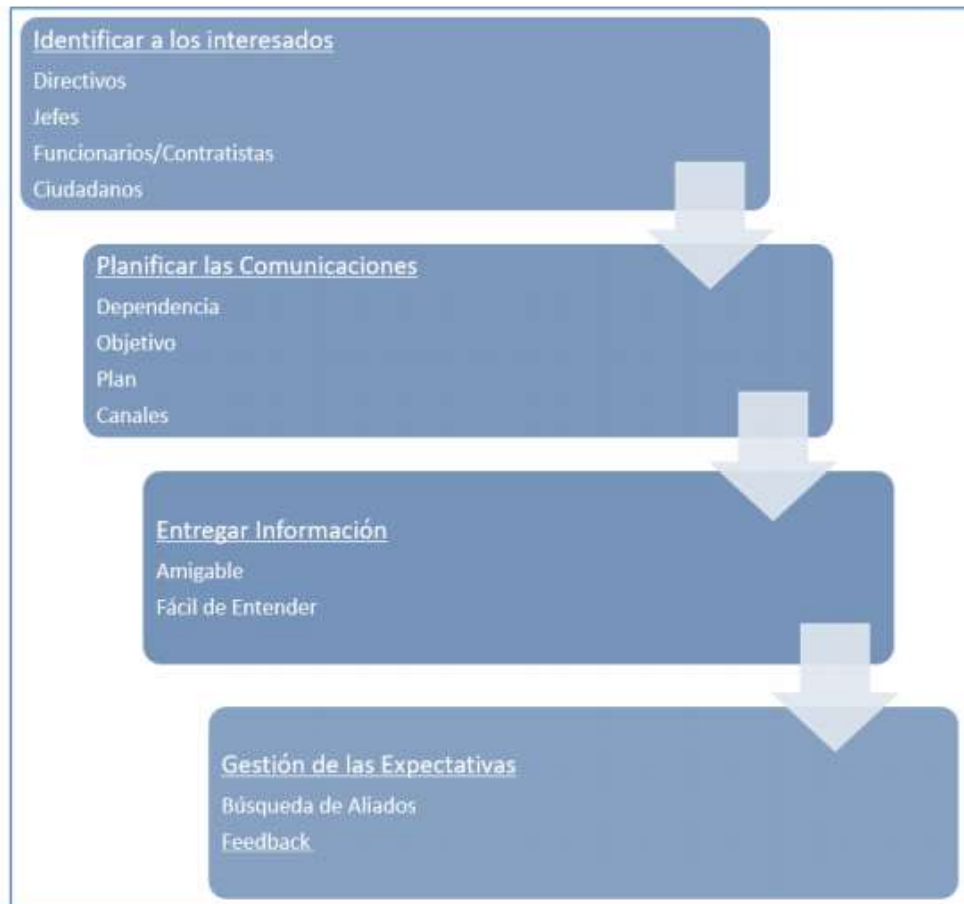 Identificar a los interesados
Directivos
Jefes
Funcionarios/Contratistas
Ciudadanos
Planificar las Comunicaciones
Dependencia
Objetivo
Plan
Canales
Entregar Información
Amigable
Fácil de Entender
Gestión de las Expectativas
Búsqueda de Aliados
Feedback